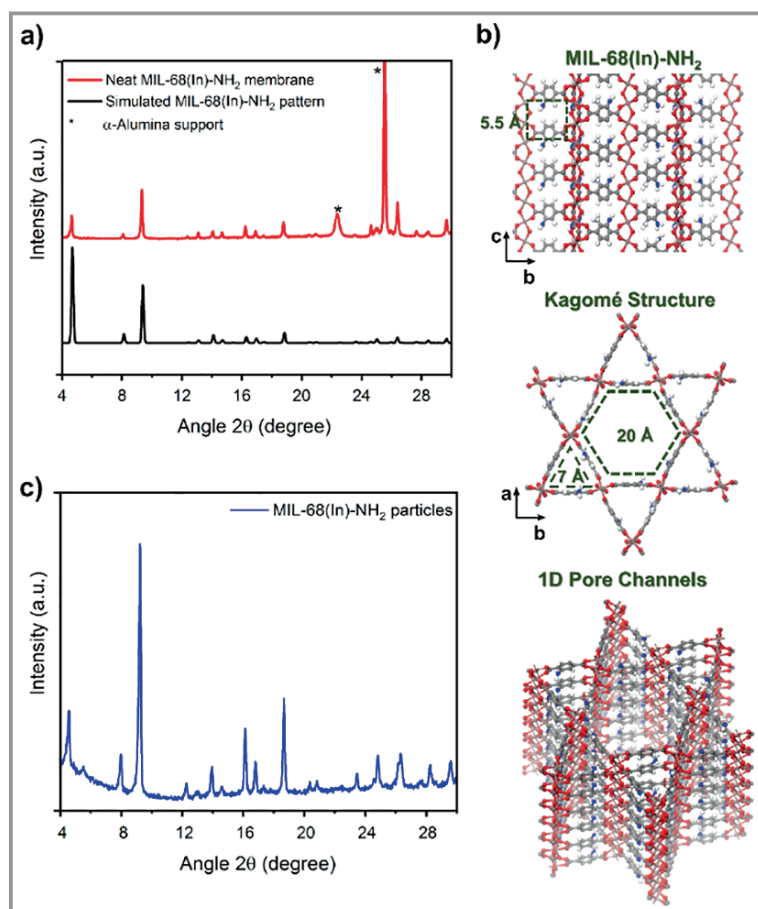 a)
Intensity (a.u.)
Neat MIL-68(In)-NH₂ membrane
Simulated MIL-68(In)-NH₂ pattern
* α-Alumina support
*
*
4 8 12 16 20 24 28
Angle 2θ (degree)
b)
MIL-68(In)-NH₂
5.5 Å
c
b
Kagomé Structure
20 Å
7 Å
a
b
1D Pore Channels
c)
Intensity (a.u.)
MIL-68(In)-NH₂ particles
4 8 12 16 20 24 28
Angle 2θ (degree)